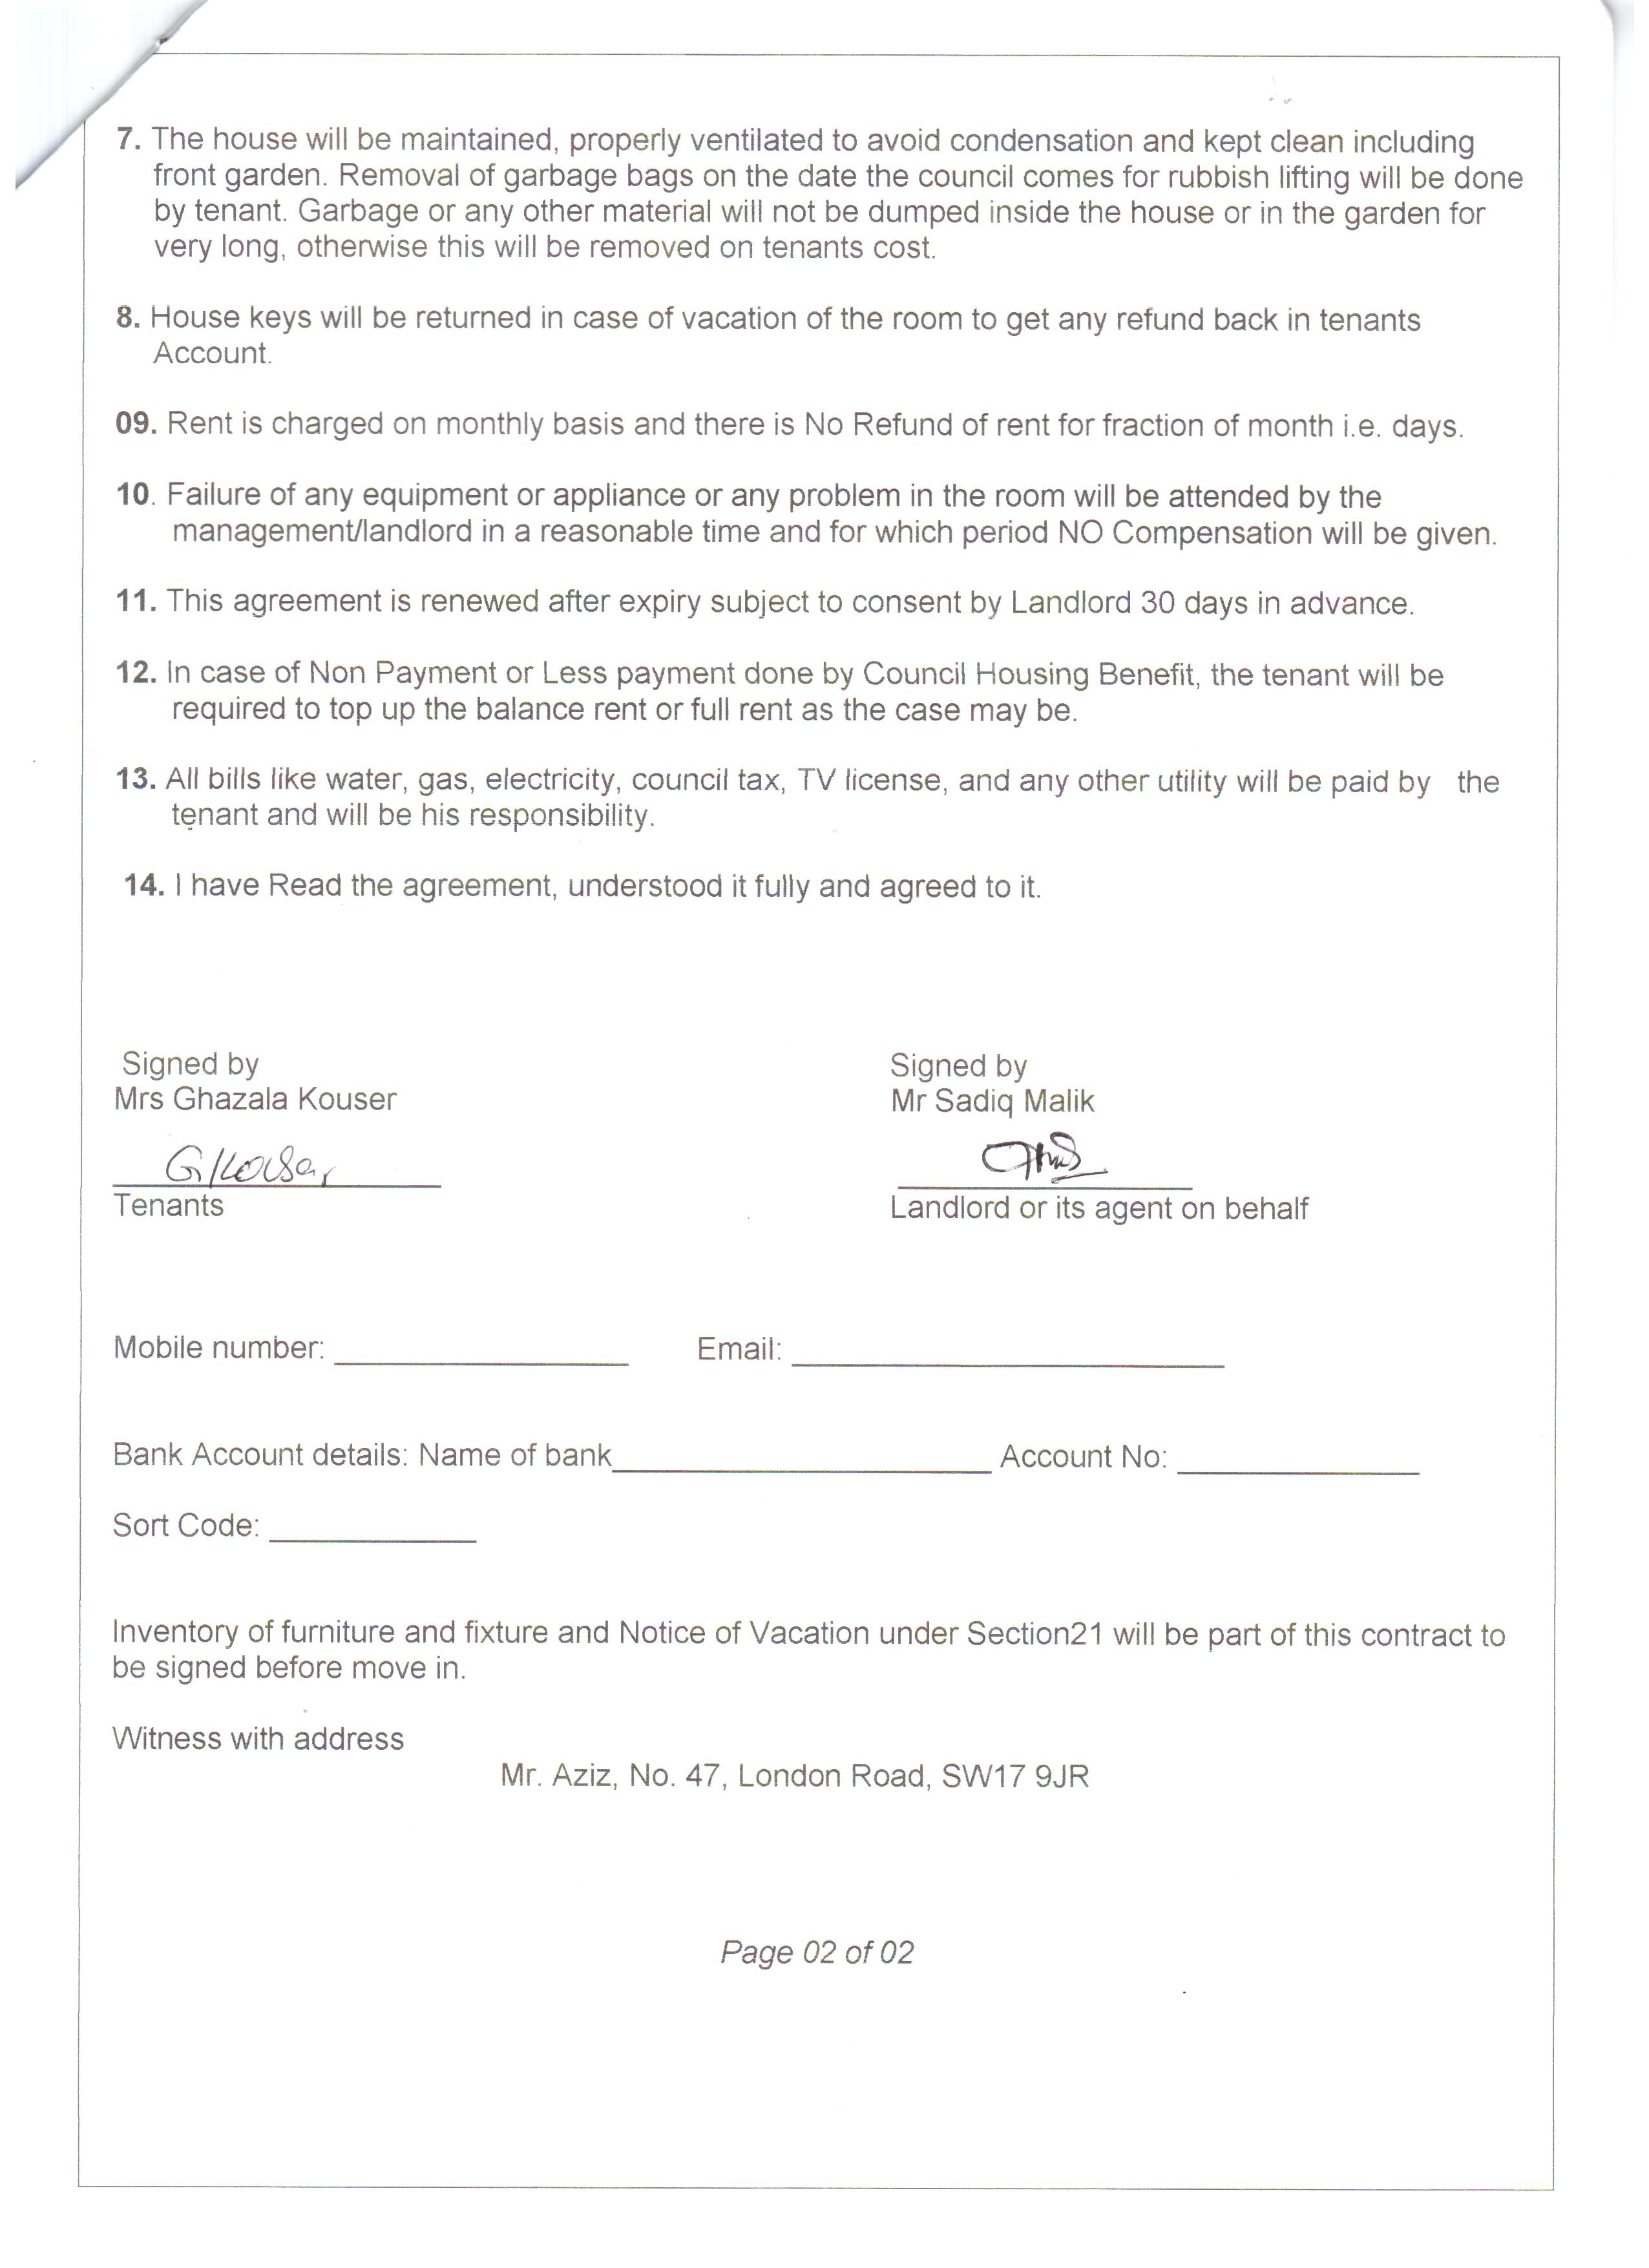 7. The house will be maintained, properly ventilated to avoid condensation and kept clean including
front garden. Removal of garbage bags on the date the council comes for rubbish lifting will be done
by tenant. Garbage or any other material will not be dumped inside the house or in the garden for
very long, otherwise this will be removed on tenants cost.
8. House keys will be returned in case of vacation of the room to get any refund back in tenants
Account.
09. Rent is charged on monthly basis and there is No Refund of rent for fraction of month i.e. days.
10. Failure of any equipment or appliance or any problem in the room will be attended by the
management/landlord in a reasonable time and for which period NO Compensation will be given.
11. This agreement is renewed after expiry subject to consent by Landlord 30 days in advance.
12. In case of Non Payment or Less payment done by Council Housing Benefit, the tenant will be
required to top up the balance rent or full rent as the case may be.
13. All bills like water, gas, electricity, council tax, TV license, and any other utility will be paid by the
tenant and will be his responsibility.
14. I have Read the agreement, understood it fully and agreed to it.
Signed by Signed by
Mrs Ghazala Kouser Mr Sadiq Malik
G Kouser
Tenants Landlord or its agent on behalf
Mobile number: Email:
Bank Account details: Name of bank Account No:
Sort Code:
Inventory of furniture and fixture and Notice of Vacation under Section21 will be part of this contract to
be signed before move in.
Witness with address
Mr. Aziz, No. 47, London Road, SW17 9JR
Page 02 of 02